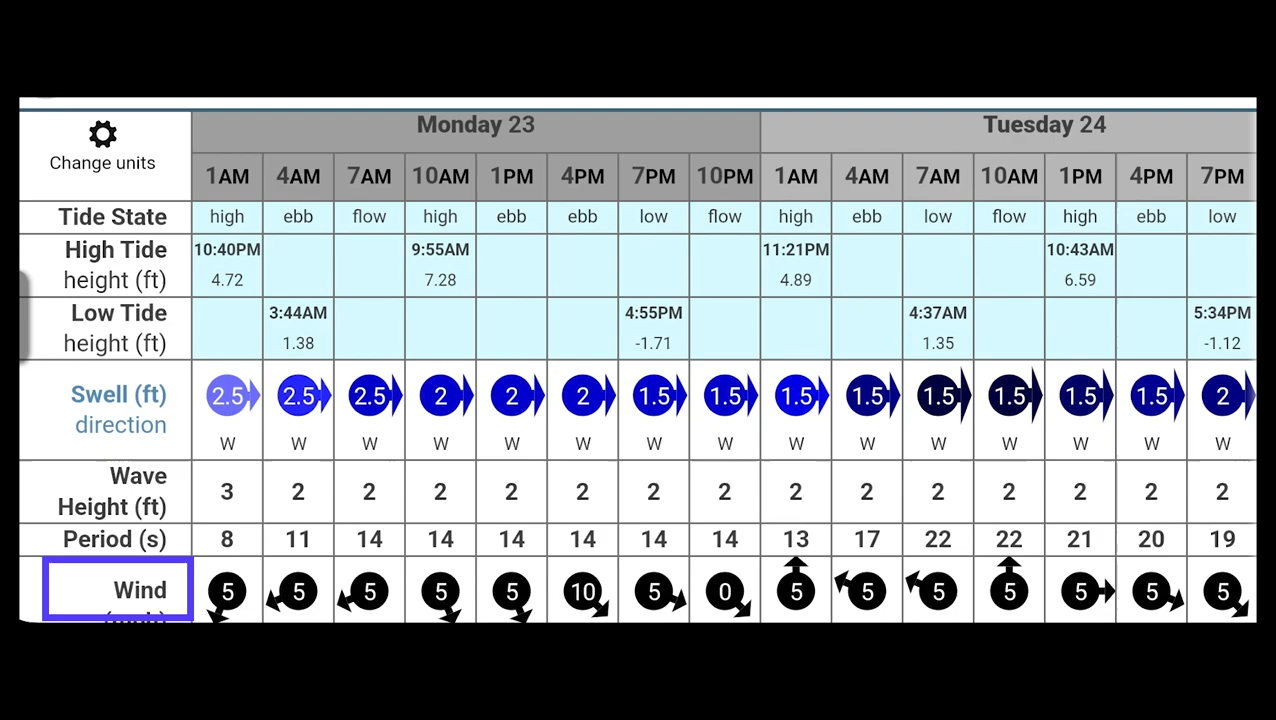 Monday 23 Tuesday 24
Change units
1AM 4AM 7AM 10AM 1PM 4PM 7PM 10PM 1AM 4AM 7AM 10AM 1PM 4PM 7PM
Tide State high ebb flow high ebb ebb low flow high ebb low flow high ebb low
High Tide 10:40PM 9:55AM 11:21PM 10:43AM
height (ft) 4.72 7.28 4.89 6.59
Low Tide 3:44AM 4:55PM 4:37AM 5:34PM
height (ft) 1.38 -1.71 1.35 -1.12
Swell (ft) 2.5 2.5 2.5 2 2 2 1.5 1.5 1.5 1.5 1.5 1.5 1.5 1.5 2
direction W W W W W W W W W W W W W W W
Wave
Height (ft) 3 2 2 2 2 2 2 2 2 2 2 2 2 2 2
Period (s) 8 11 14 14 14 14 14 14 13 17 22 22 21 20 19
Wind 5 5 5 5 5 10 5 0 5 5 5 5 5 5 5